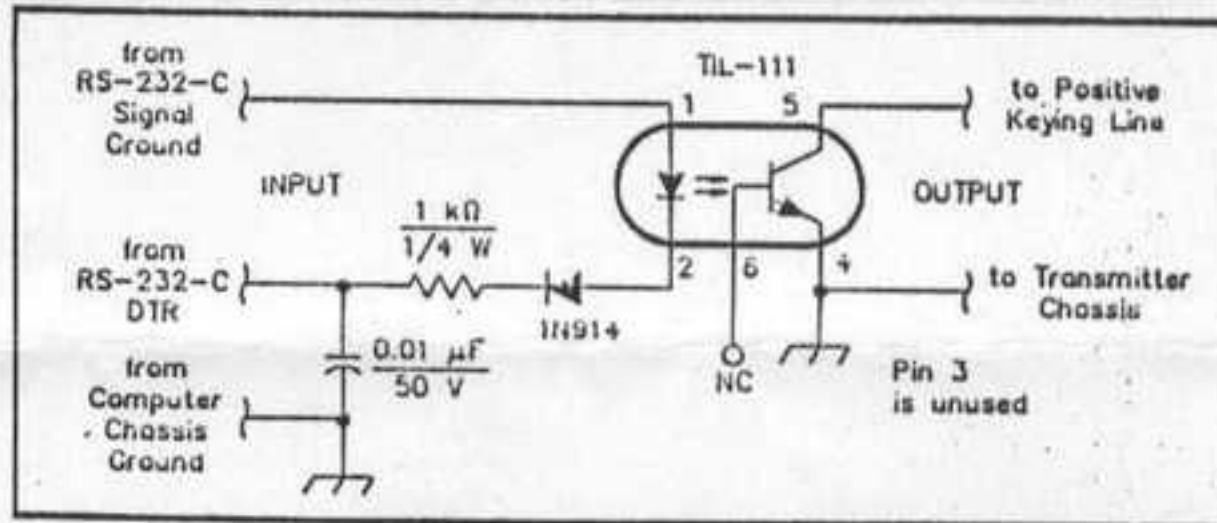 from
RS-232-C
Signal
Ground
INPUT
from
RS-232-C
DTR
from
Computer
Chassis
Ground
1 kΩ
1/4 W
1N914
0.01 µF
50 V
TIL-111
1
5
2
6
4
NC
to Positive
Keying Line
OUTPUT
to Transmitter
Chassis
Pin 3
is unused